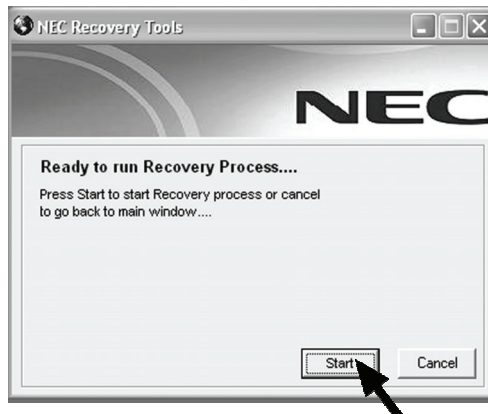 NEC Recovery Tools
NEC
Ready to run Recovery Process....
Press Start to start Recovery process or cancel
to go back to main window....
Start
Cancel